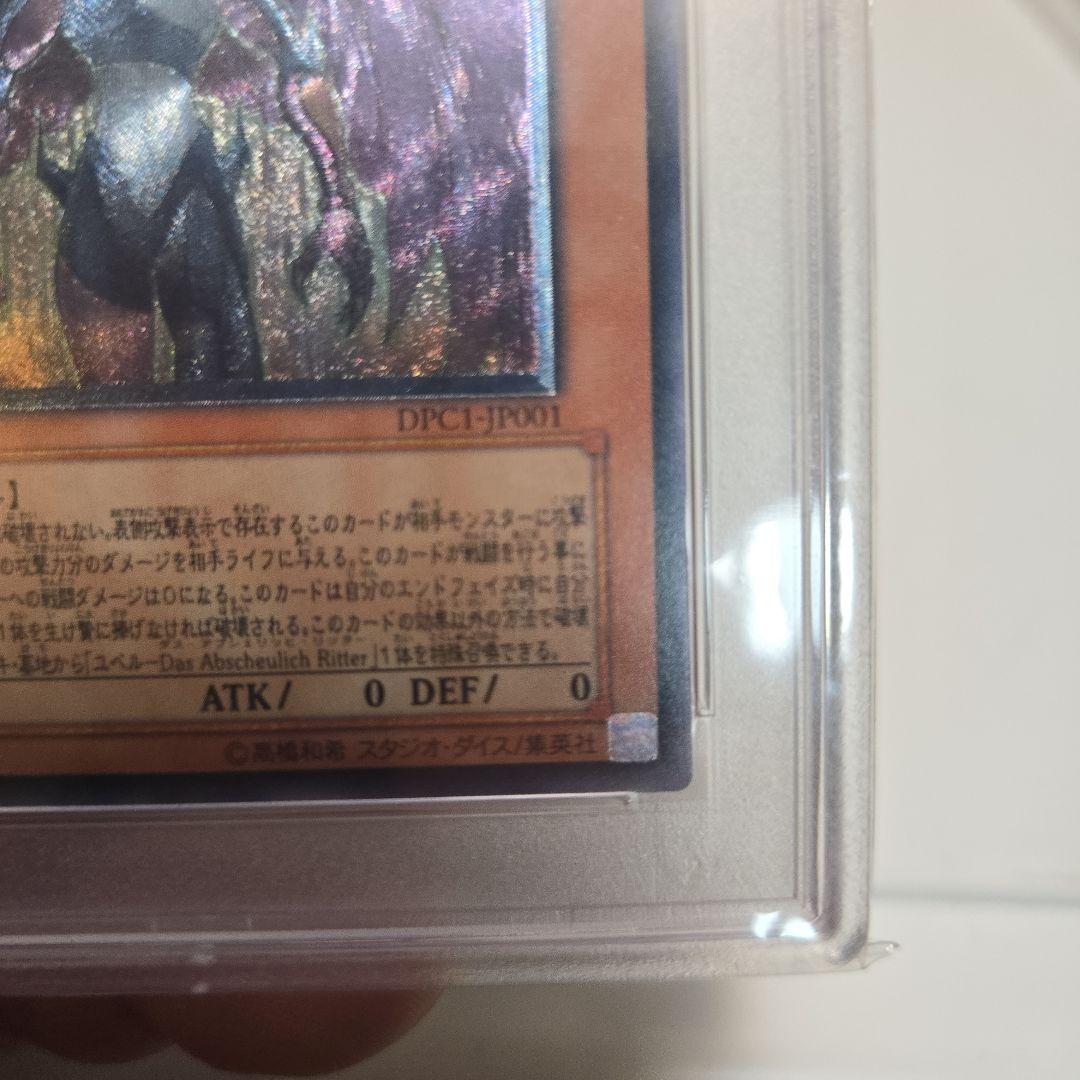 DPC1-JP001
】
破壊されない。表側攻撃表示で存在するこのカードが相手モンスターに攻撃
の攻撃力分のダメージを相手ライフに与える。このカードが戦闘を行う事に
ーへの戦闘ダメージは0になる。このカードは自分のエンドフェイズ時に自分
1体を生け贄に捧げなければ破壊される。このカードの効果以外の方法で破壊
キ・墓地から「ユベルーDas Abscheulich Ritter」1体を特殊召喚できる。
ATK/ 0 DEF/ 0
©高橋和希 スタジオ・ダイス/集英社